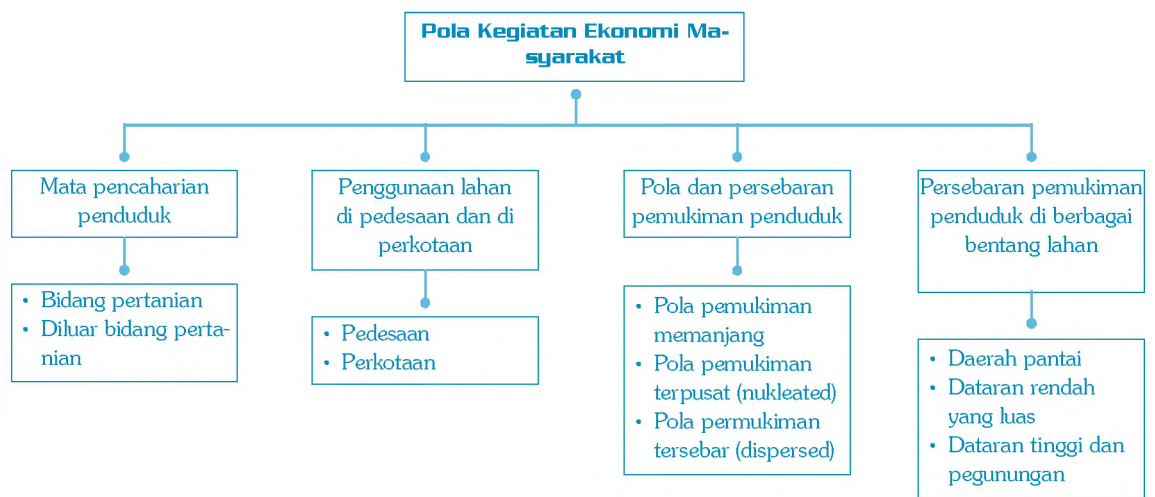 Pola Kegiatan Ekonomi Ma-
syarakat
Mata pencaharian
penduduk
• Bidang pertanian
• Diluar bidang perta-
nian
Penggunaan lahan
di pedesaan dan di
perkotaan
• Pedesaan
• Perkotaan
Pola dan persebaran
pemukiman penduduk
• Pola pemukiman
memanjang
• Pola pemukiman
terpusat (nukleated)
• Pola permukiman
tersebar (dispersed)
Persebaran pemukiman
penduduk di berbagai
bentang lahan
• Daerah pantai
• Dataran rendah
yang luas
• Dataran tinggi dan
pegunungan